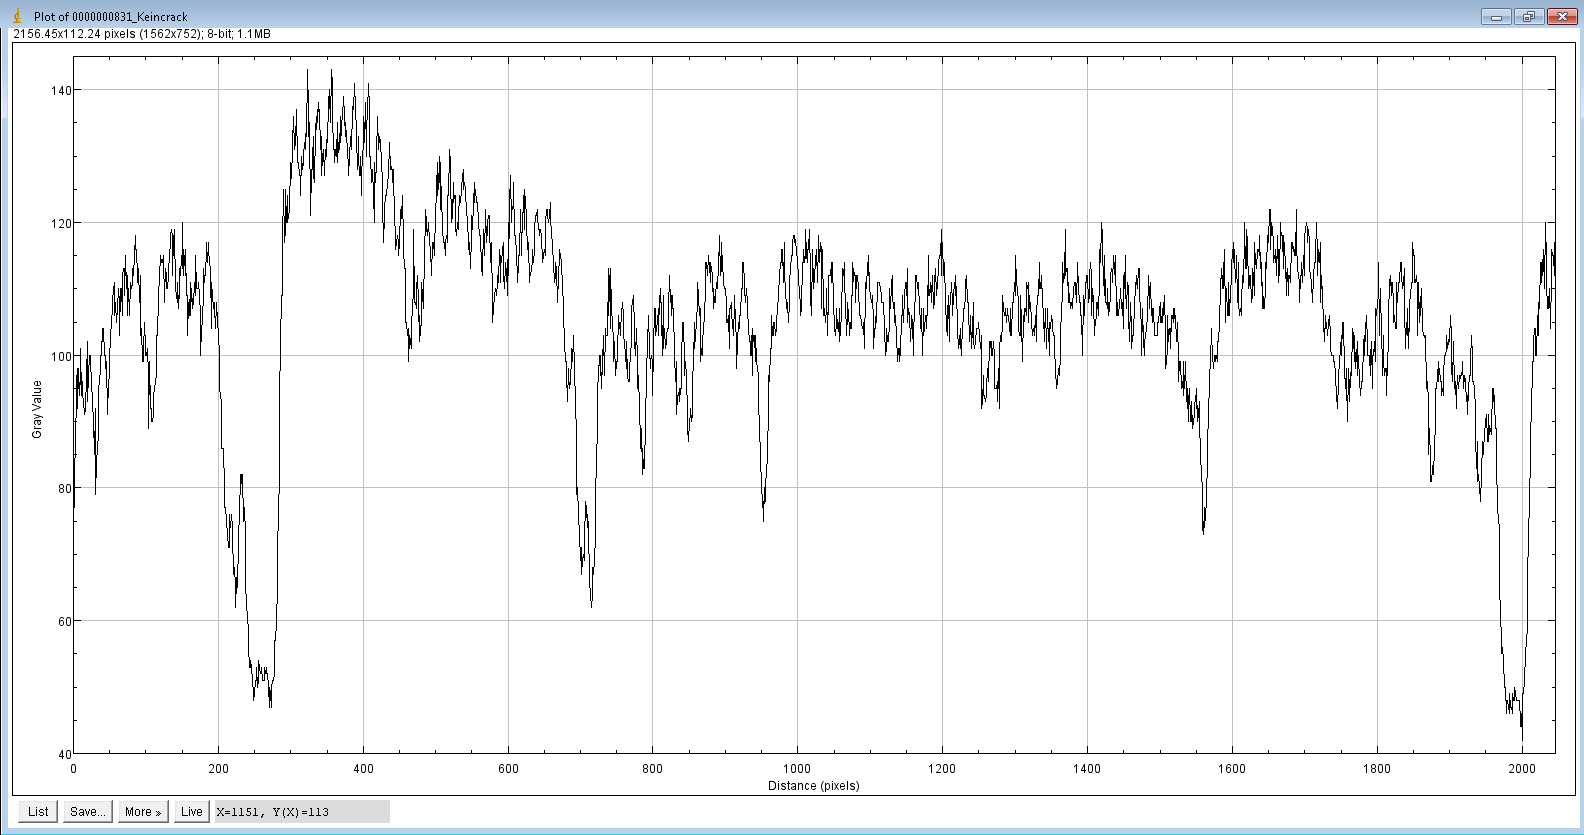 Plot of 0000000831_Keincrack
2156.45x112.24 pixels (1562x752); 8-bit; 1.1MB
140
120
100
80
60
40
Gray Value
0 200 400 600 800 1000 1200 1400 1600 1800 2000
Distance (pixels)
List Save... More » Live X=1151, Y(X)=113